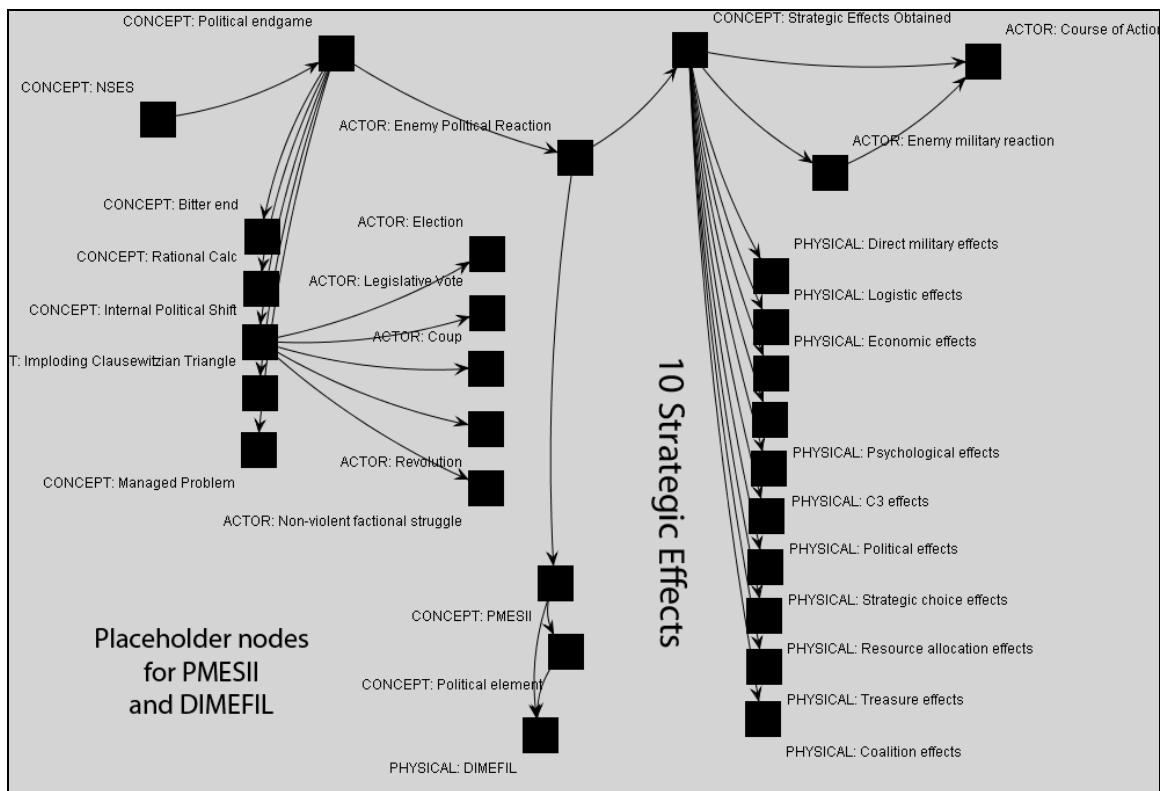 CONCEPT: Political endgame
CONCEPT: Strategic Effects Obtained
ACTOR: Course of Action
CONCEPT: NSES
ACTOR: Enemy Political Reaction
ACTOR: Enemy military reaction
CONCEPT: Bitter end
ACTOR: Election
PHYSICAL: Direct military effects
CONCEPT: Rational Calc
ACTOR: Legislative Vote
PHYSICAL: Logistic effects
CONCEPT: Internal Political Shift
ACTOR: Coup
PHYSICAL: Economic effects
T: Imploding Clausewitzian Triangle
10 Strategic Effects
PHYSICAL: Psychological effects
ACTOR: Revolution
CONCEPT: Managed Problem
PHYSICAL: C3 effects
ACTOR: Non-violent factional struggle
PHYSICAL: Political effects
PHYSICAL: Strategic choice effects
CONCEPT: PMESII
Placeholder nodes
for PMESII
and DIMEFIL
PHYSICAL: Resource allocation effects
CONCEPT: Political element
PHYSICAL: Treasure effects
PHYSICAL: DIMEFIL
PHYSICAL: Coalition effects